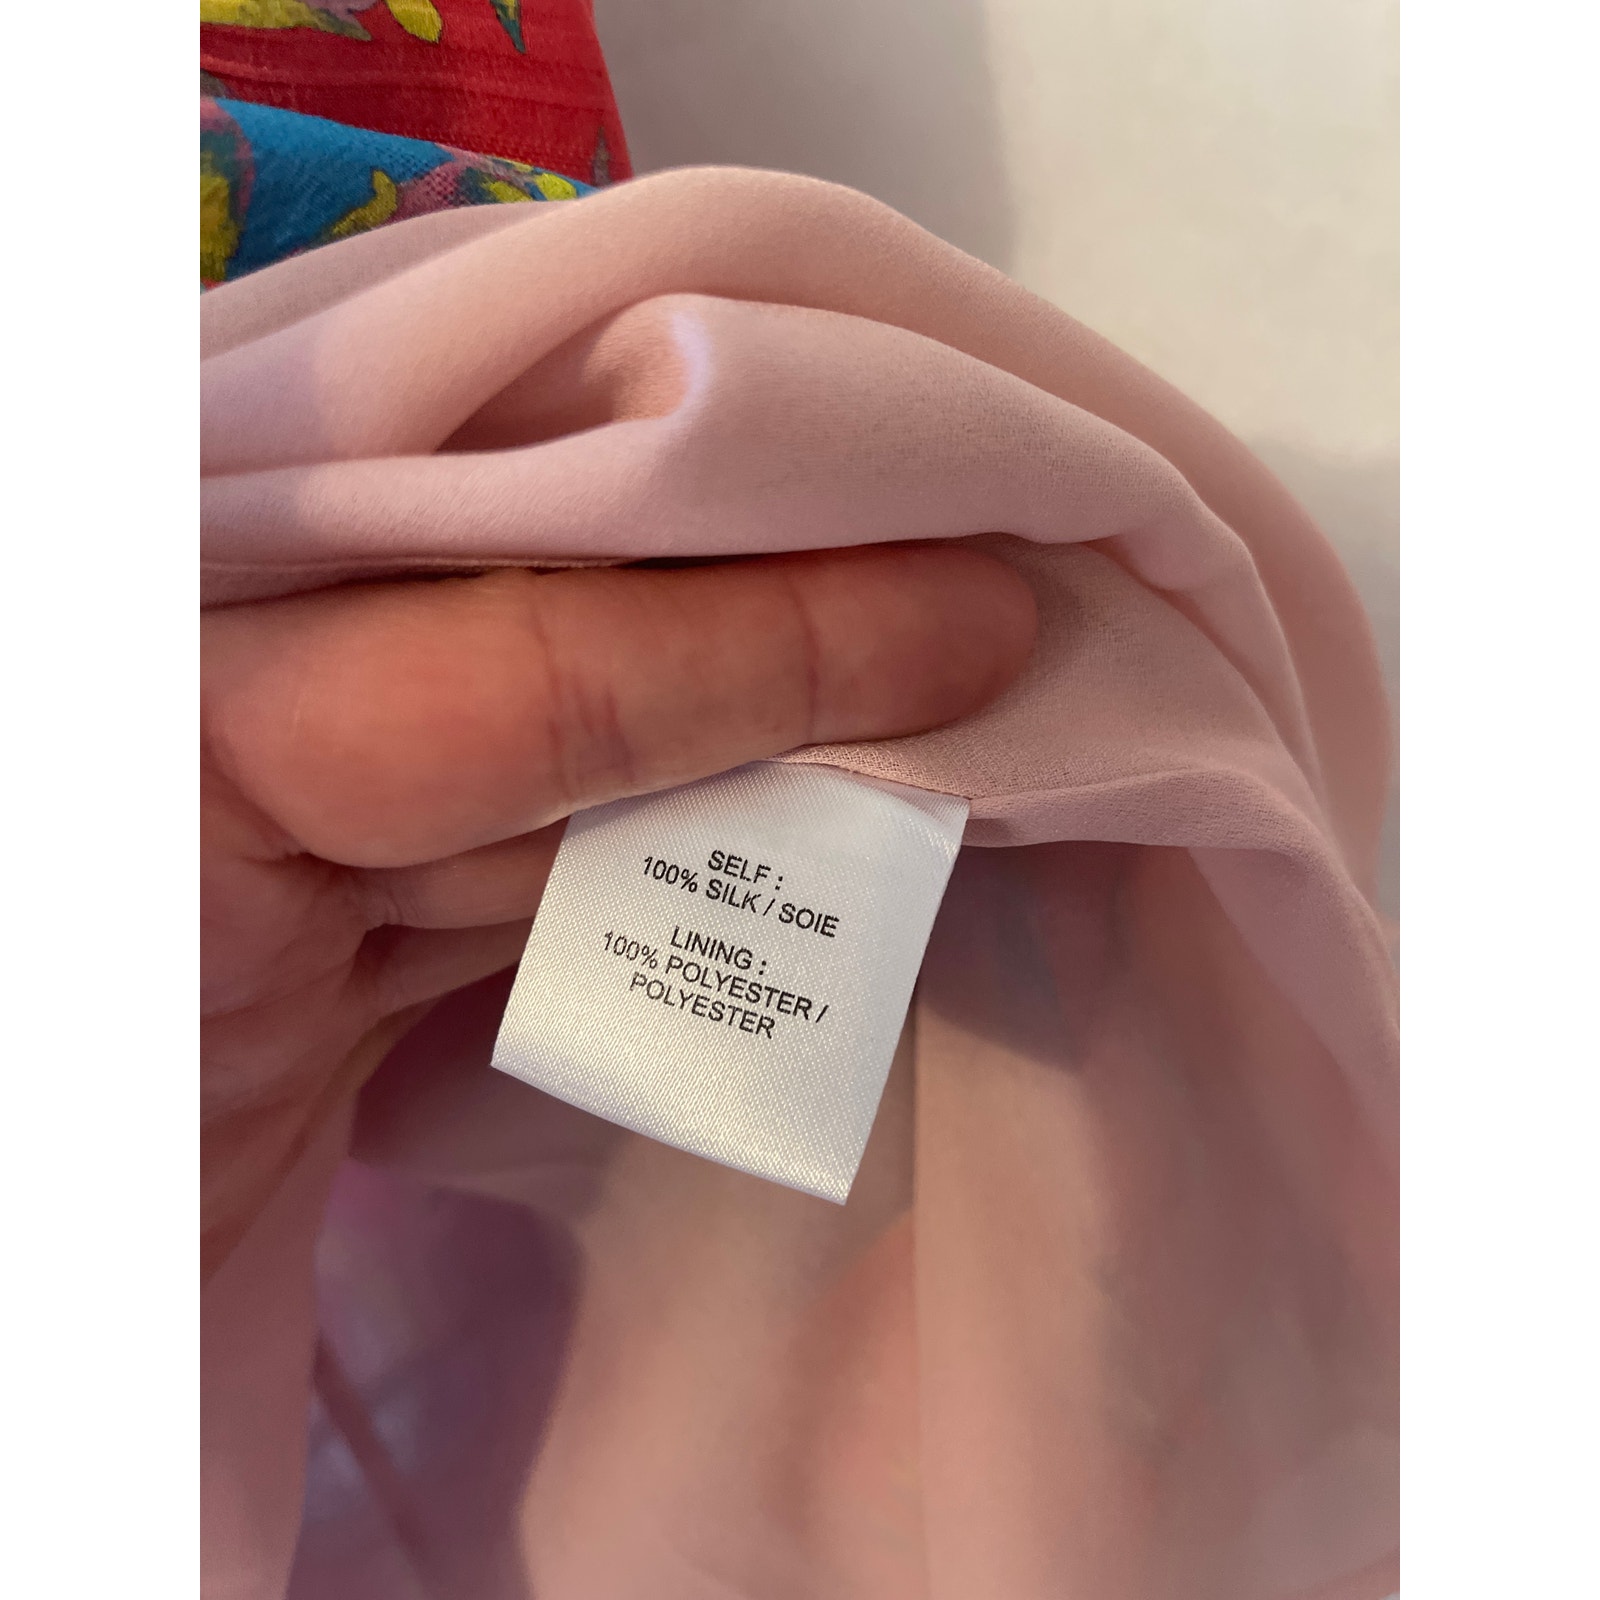 SELF :
100% SILK / SOIE
LINING :
100% POLYESTER /
POLYESTER